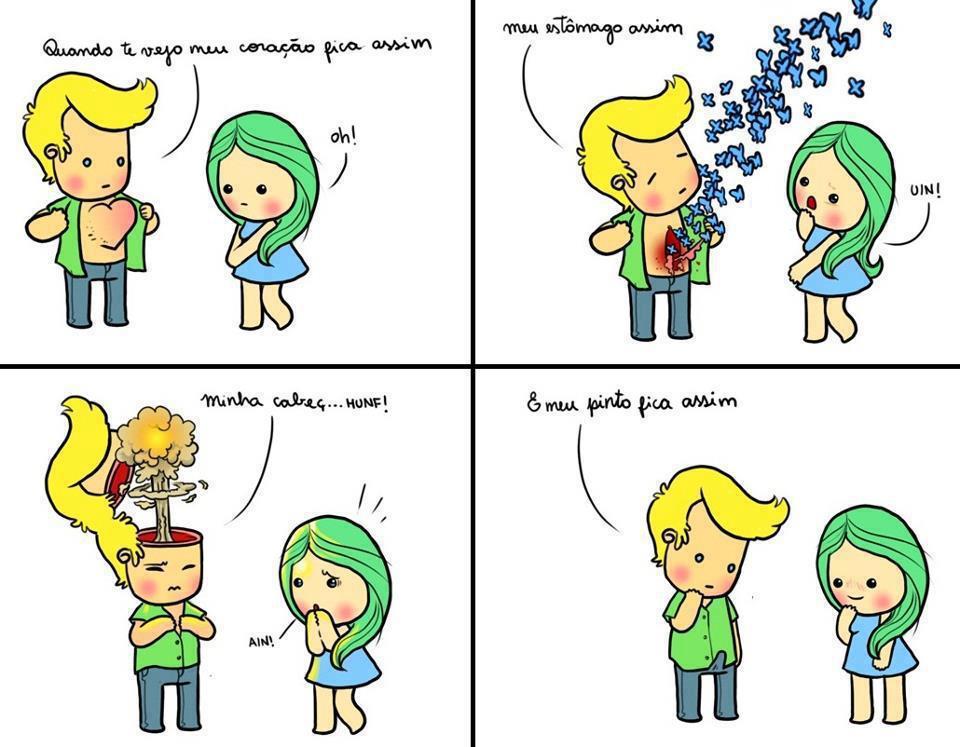 Quando te vejo meu coração fica assim
oh!
meu estômago assim
UIN!
minha cabeç... HUNF!
AIN!
E meu pinto fica assim